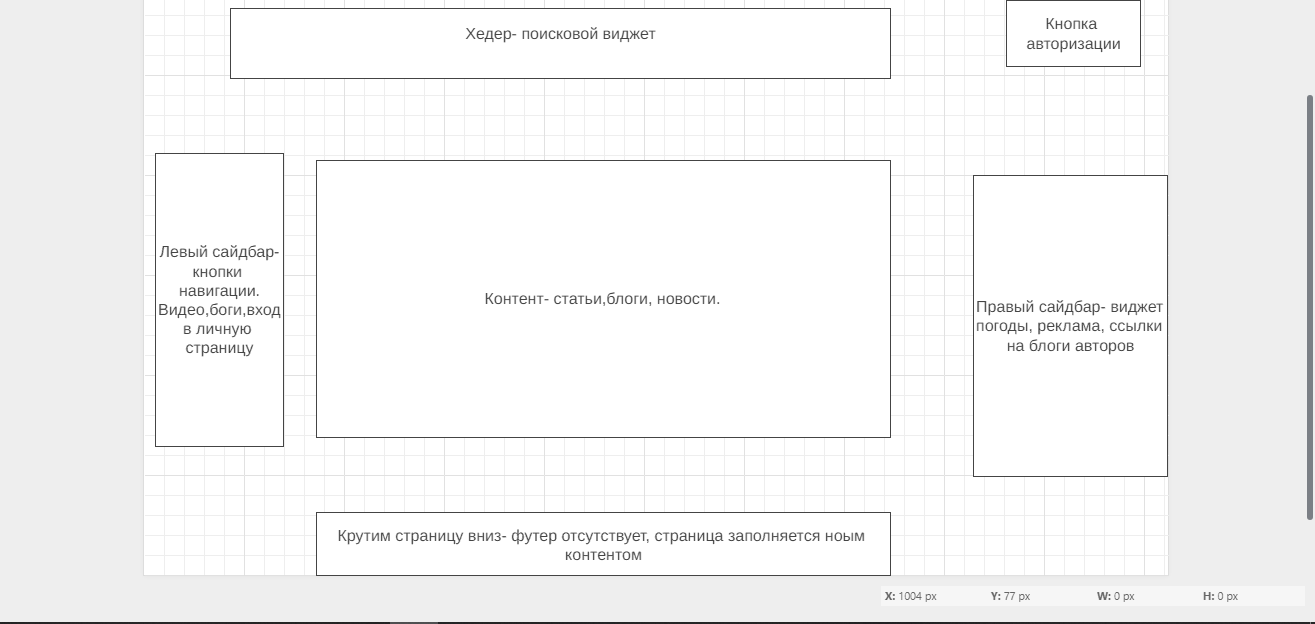 Хедер- поисковой виджет
Кнопка
авторизации
Левый сайдбар-
кнопки
навигации.
Видео,боги,вход
в личную
страницу
Контент- статьи,блоги, новости.
Правый сайдбар- виджет
погоды, реклама, ссылки
на блоги авторов
Крутим страницу вниз- футер отсутствует, страница заполняется ноым
контентом
X: 1004 px Y: 77 px W: 0 px H: 0 px